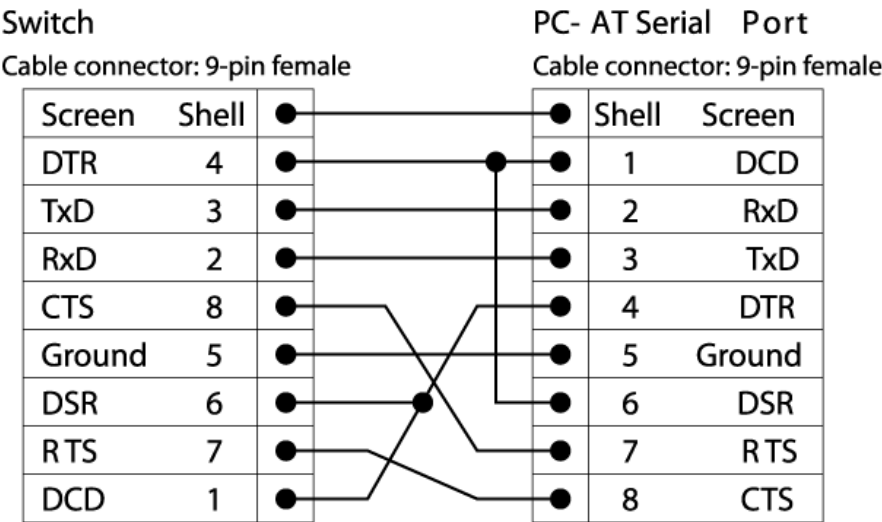 Switch PC- AT Serial Port
Cable connector: 9-pin female Cable connector: 9-pin female
Screen Shell Shell Screen
DTR 4 1 DCD
TxD 3 2 RxD
RxD 2 3 TxD
CTS 8 4 DTR
Ground 5 5 Ground
DSR 6 6 DSR
RTS 7 7 RTS
DCD 1 8 CTS